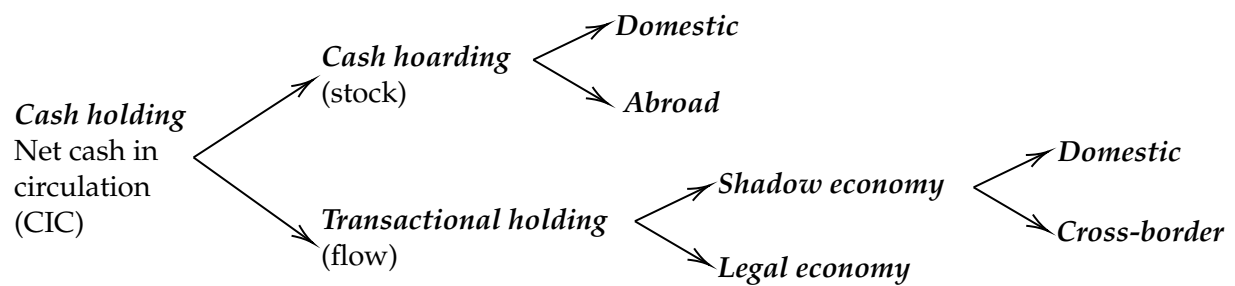 Cash holding
Net cash in
circulation
(CIC)
Cash hoarding
(stock)
Domestic
Abroad
Transactional holding
(flow)
Shadow economy
Legal economy
Domestic
Cross-border